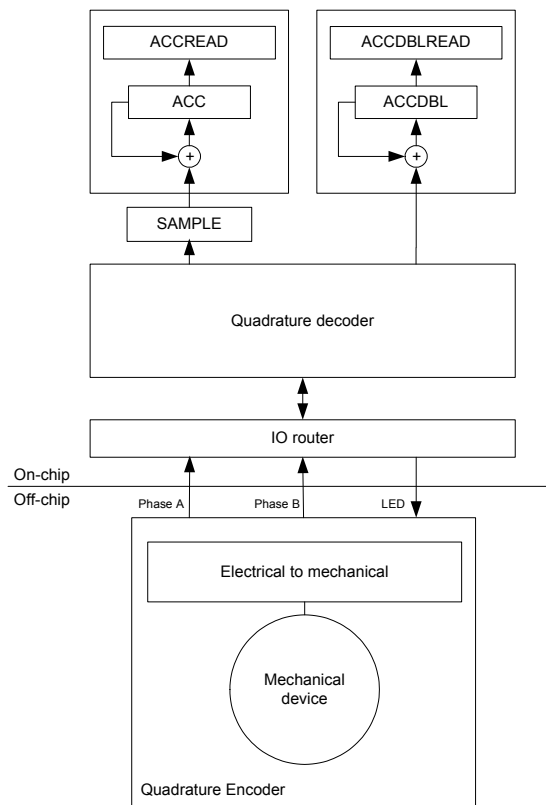 ACCREAD
ACCDBLREAD
ACC
ACCDBL
+
+
SAMPLE
Quadrature decoder
IO router
On-chip
Off-chip
Phase A
Phase B
LED
Electrical to mechanical
Mechanical
device
Quadrature Encoder